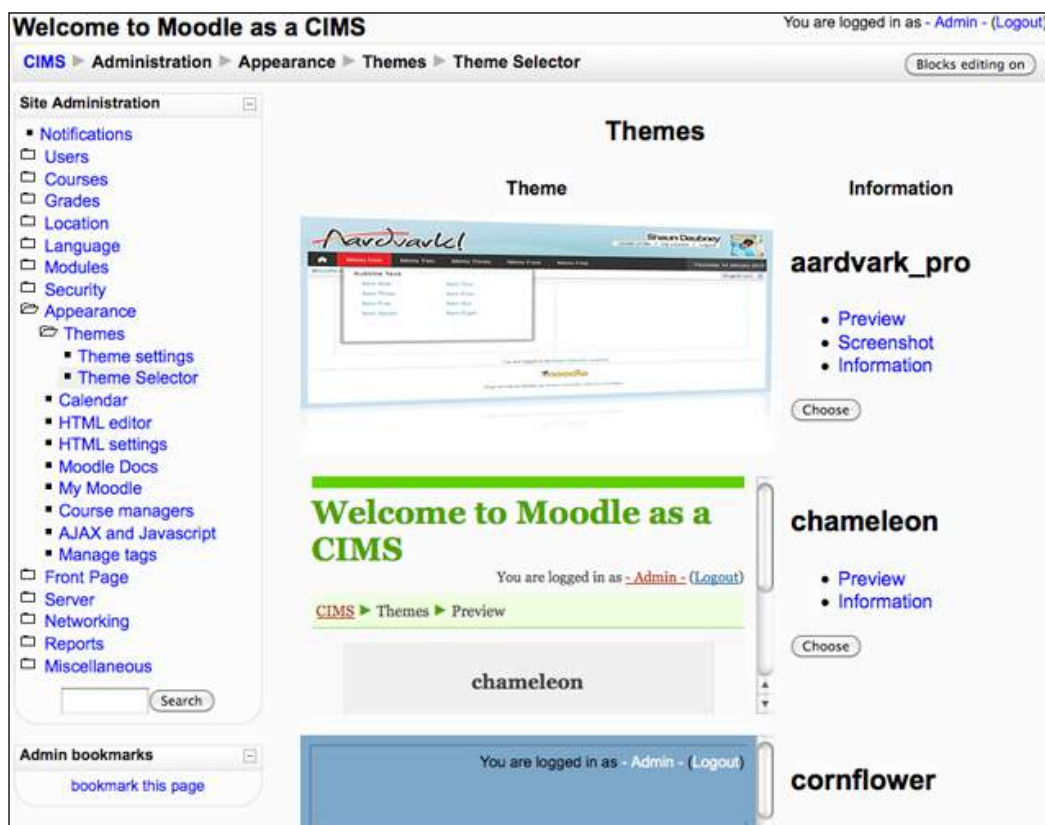 Welcome to Moodle as a CIMS
You are logged in as - Admin - (Logout)
CIMS ► Administration ► Appearance ► Themes ► Theme Selector
Blocks editing on
Site Administration
Notifications
Users
Courses
Grades
Location
Language
Modules
Security
Appearance
Themes
Theme settings
Theme Selector
Calendar
HTML editor
HTML settings
Moodle Docs
My Moodle
Course managers
AJAX and Javascript
Manage tags
Front Page
Server
Networking
Reports
Miscellaneous
Search
Admin bookmarks
bookmark this page
Themes
Theme
Information
Aardvark!
Shaun Daubney
moodle
aardvark_pro
Preview
Screenshot
Information
Choose
Welcome to Moodle as a
CIMS
You are logged in as - Admin - (Logout)
CIMS ► Themes ► Preview
chameleon
chameleon
Preview
Information
Choose
You are logged in as - Admin - (Logout)
cornflower